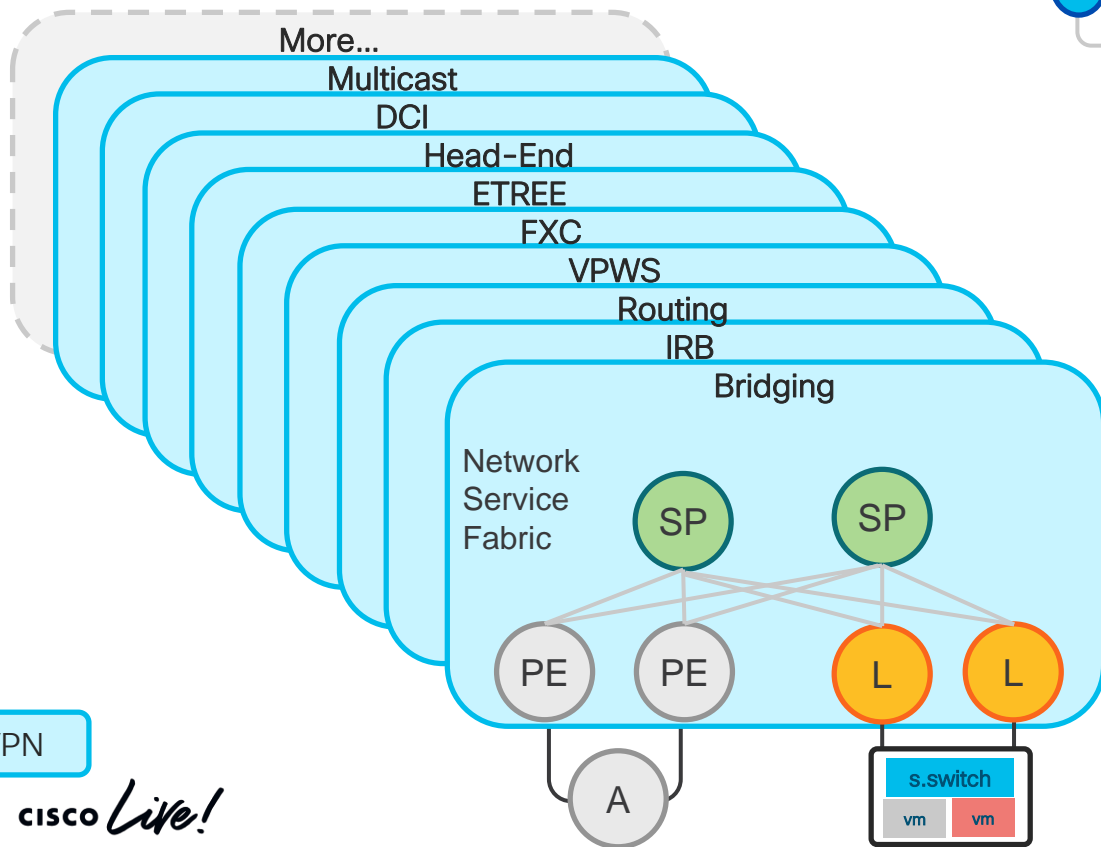 More...
Multicast
DCI
Head-End
ETREE
FXC
VPWS
Routing
IRB
Bridging
Network
Service
Fabric
SP SP
PE PE L L
PN
A
s.switch
vm vm
CISCO Live!